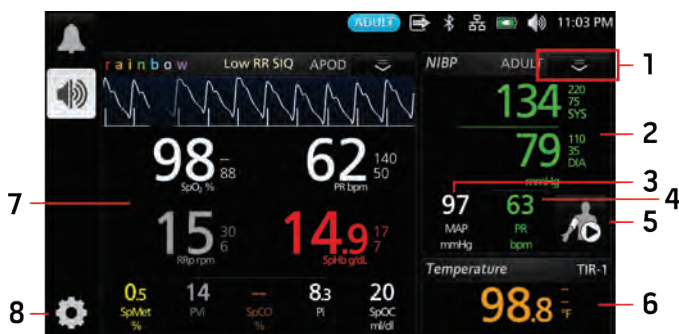 ADULT 11:03 PM
rainbow Low RR SIQ APOD
NIBP ADULT
1
134 220 75 SYS
2
79 110 35 DIA
mmHg
98 -- 88 SpO₂ %
62 140 50 PR bpm
3
97 MAP mmHg
4
63 PR bpm
5
7
15 30 6 RRp rpm
14.9 17 7 SpHb g/dL
Temperature TIR-1
98.8 -- -- °F
6
8
0.5 SpMet %
14 PVi
-- SpCO %
8.3 Pi
20 SpOC ml/dl